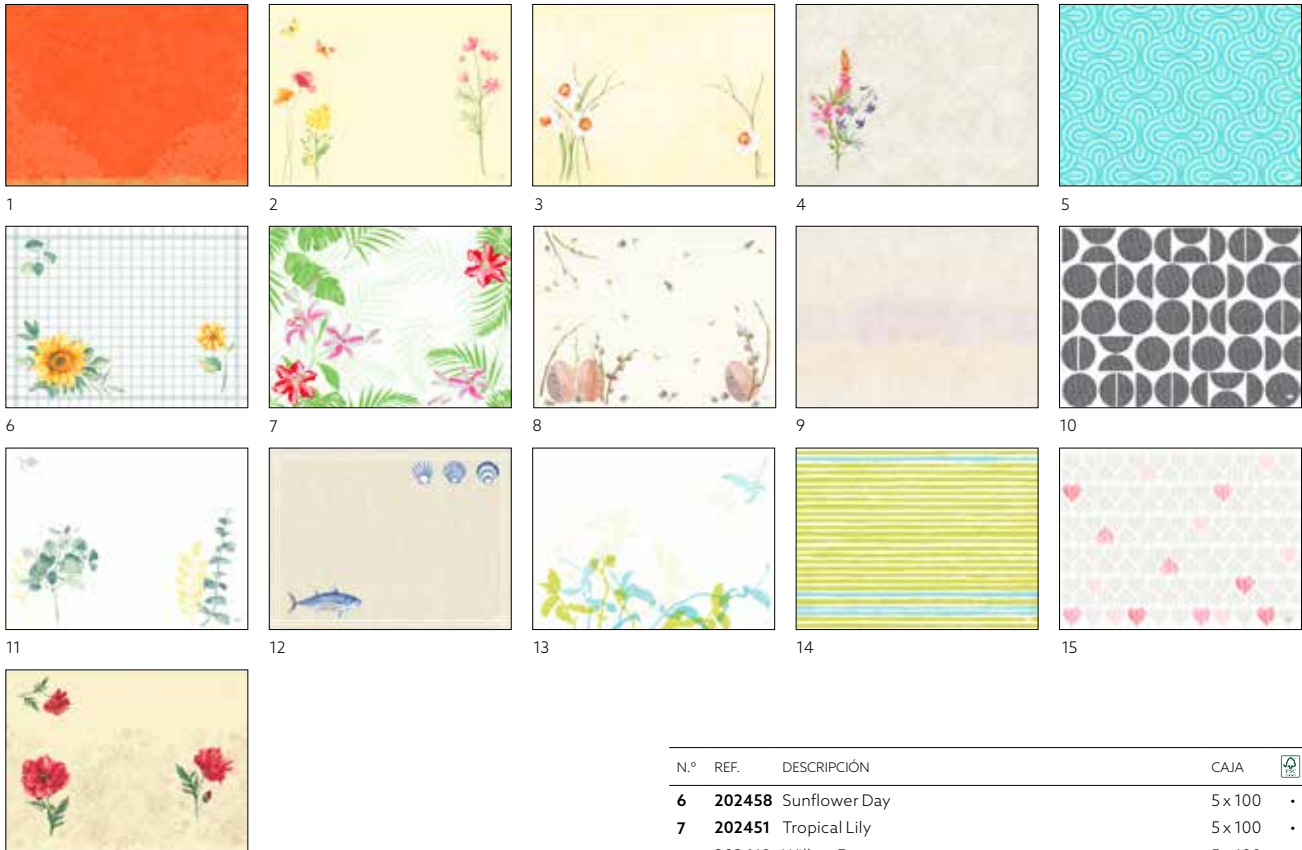 1 2 3 4 5
6 7 8 9 10
11 12 13 14 15
N.º REF. DESCRIPCIÓN CAJA
6 202458 Sunflower Day 5 x 100 •
7 202451 Tropical Lily 5 x 100 •